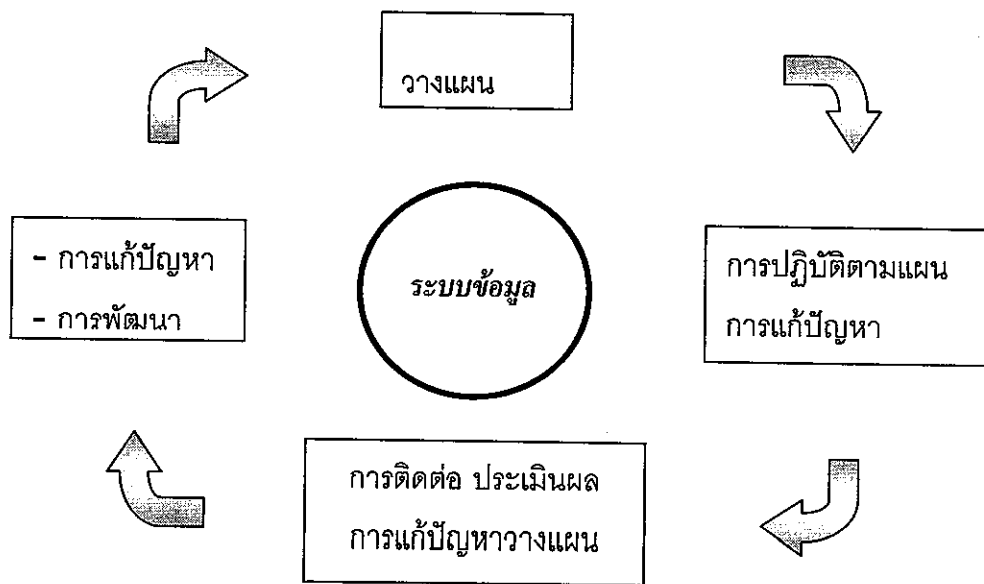 วางแผน
- การแก้ปัญหา
- การพัฒนา
ระบบข้อมูล
การปฏิบัติตามแผน
การแก้ปัญหา
การติดต่อ ประเมินผล
การแก้ปัญหาวางแผน